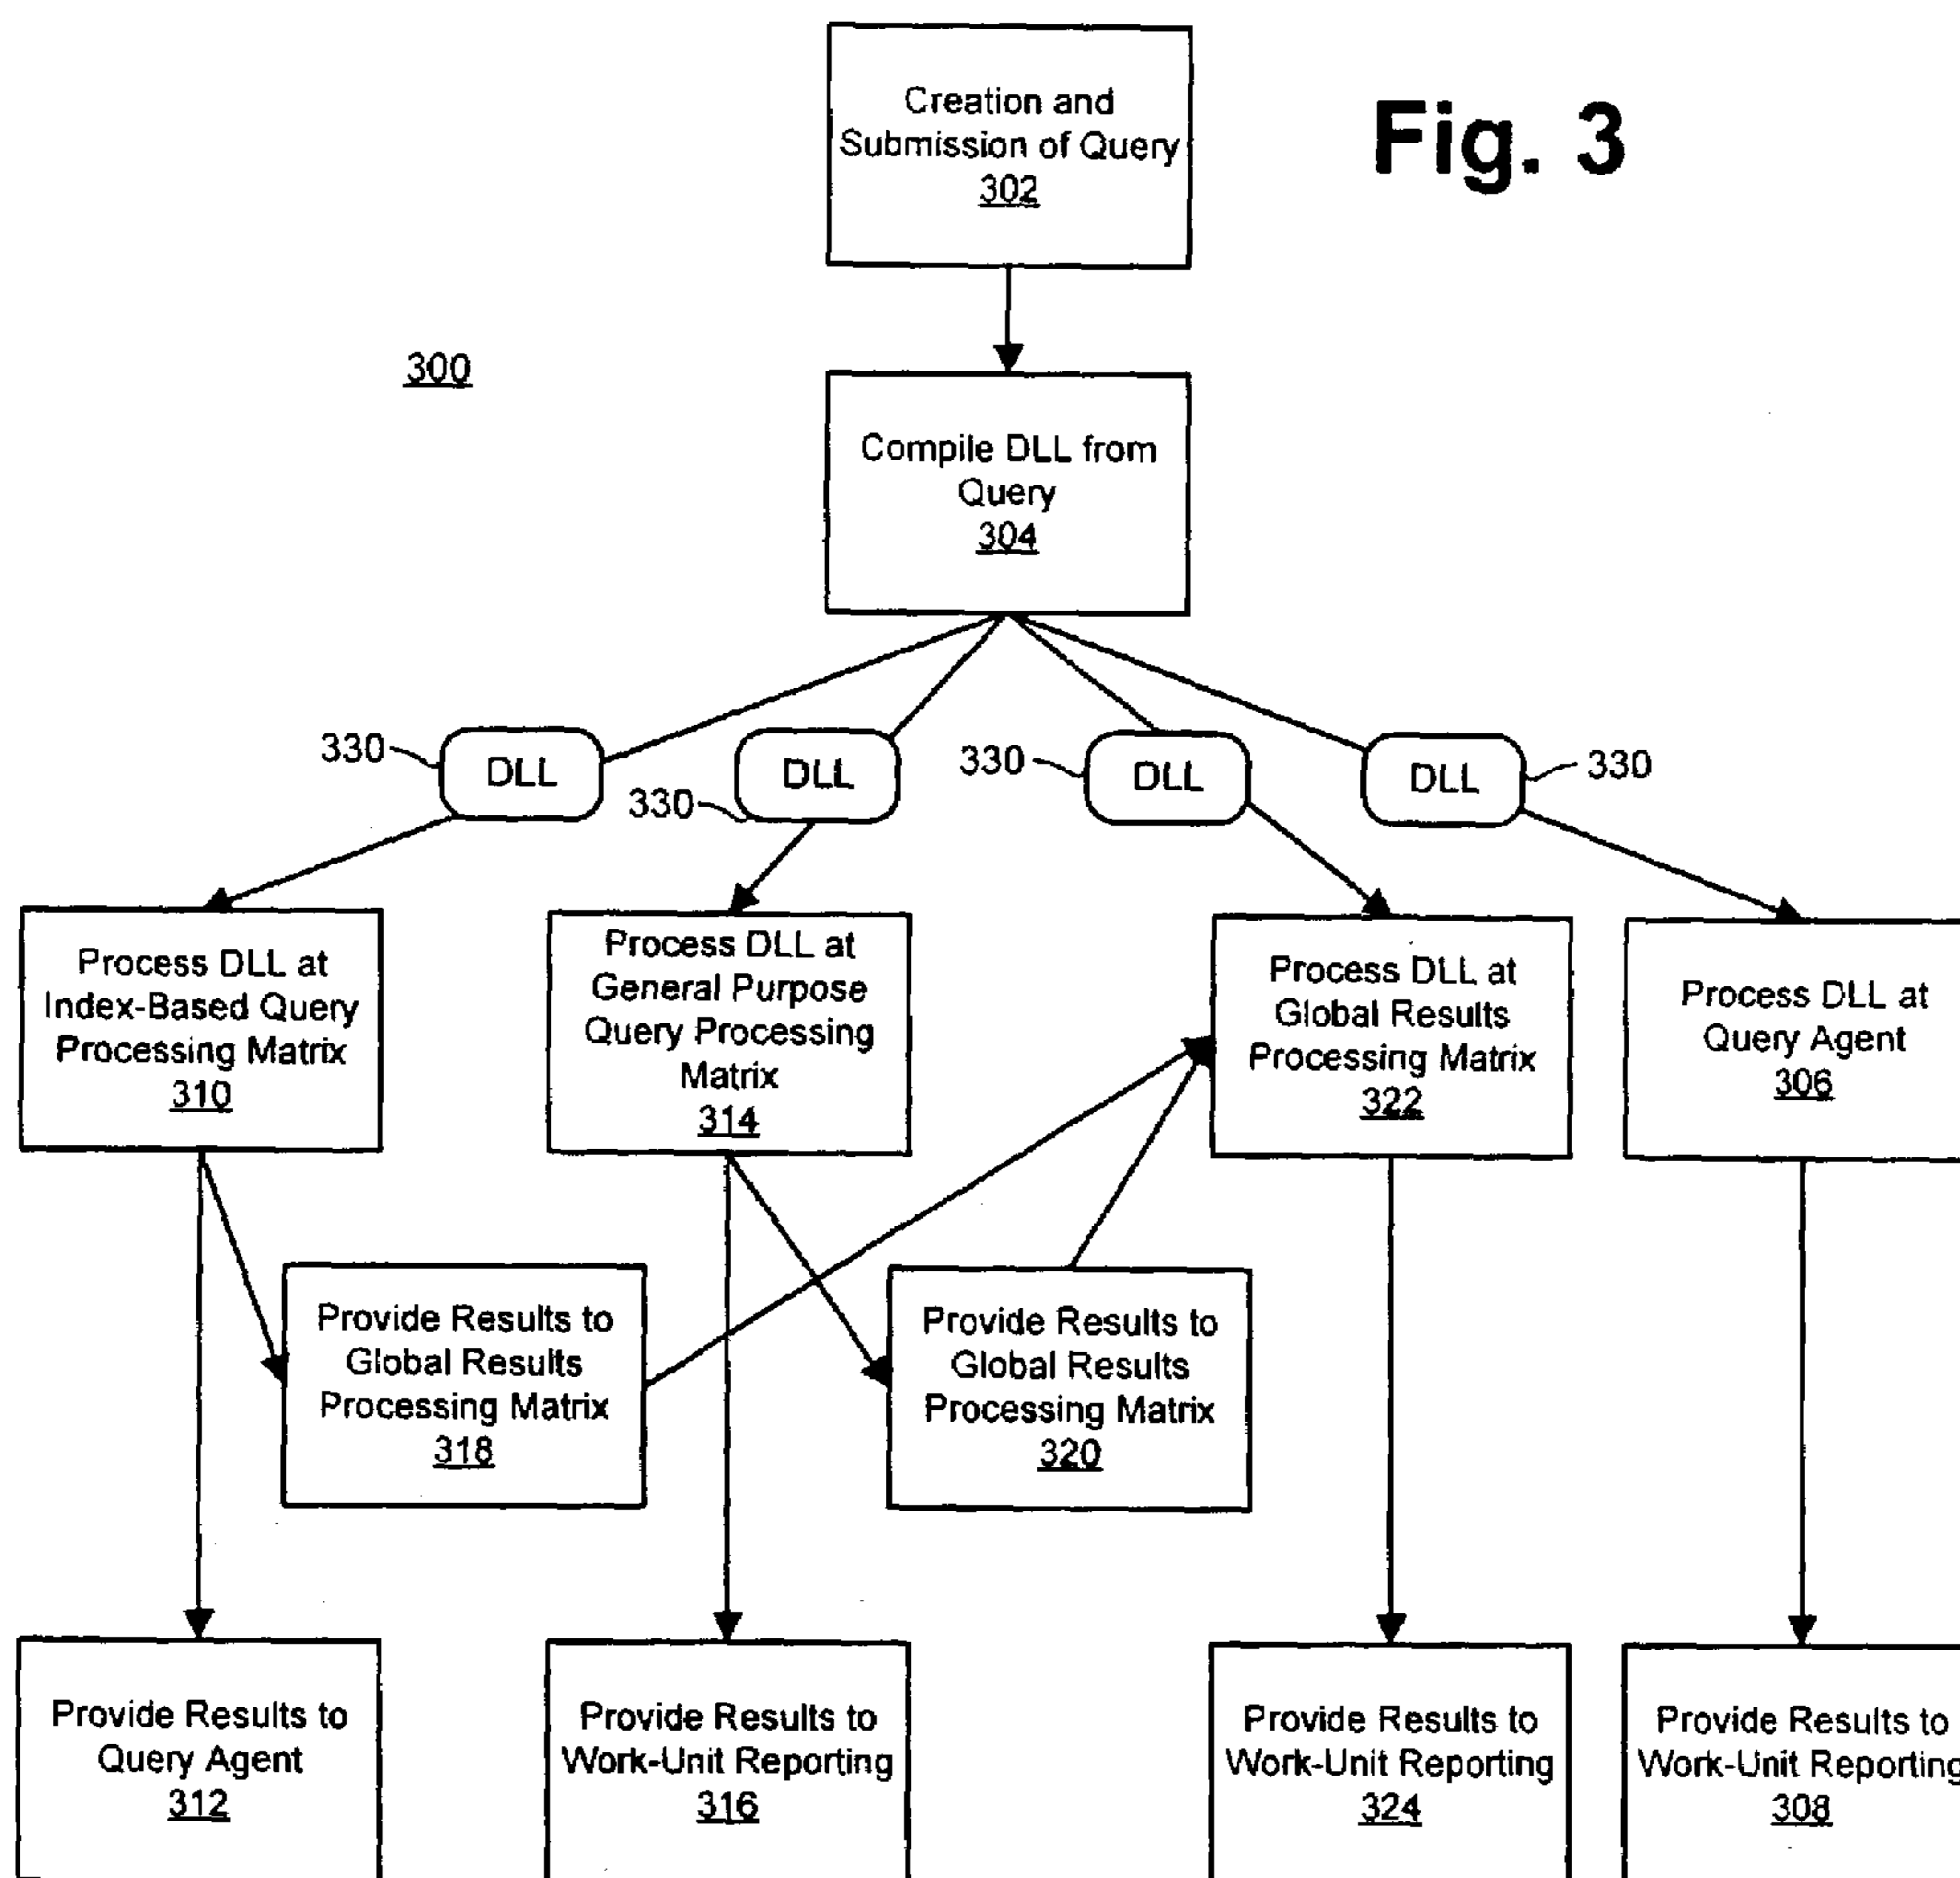 Creation and
Submission of Query
302
Fig. 3
300
Compile DLL from
Query
304
330
DLL
330
DLL
330
DLL
DLL
330
Process DLL at
Index-Based Query
Processing Matrix
310
Process DLL at
General Purpose
Query Processing
Matrix
314
Process DLL at
Global Results
Processing Matrix
322
Process DLL at
Query Agent
306
Provide Results to
Global Results
Processing Matrix
318
Provide Results to
Global Results
Processing Matrix
320
Provide Results to
Query Agent
312
Provide Results to
Work-Unit Reporting
316
Provide Results to
Work-Unit Reporting
324
Provide Results to
Work-Unit Reporting
308